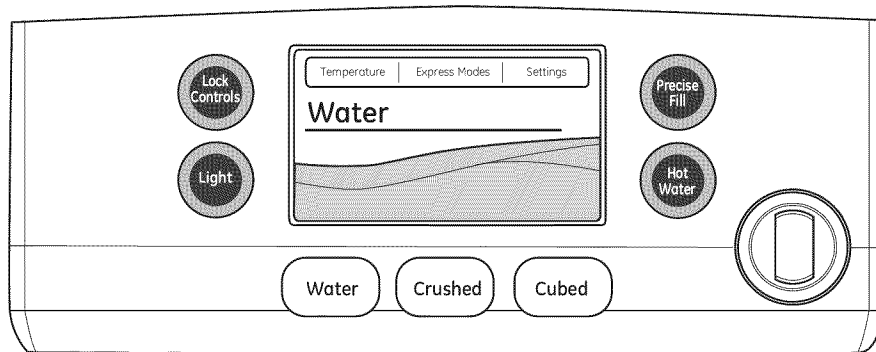 Lock
Controls
Temperature Express Modes Settings
Precise
Fill
Water
Light
Hot
Water
Water Crushed Cubed